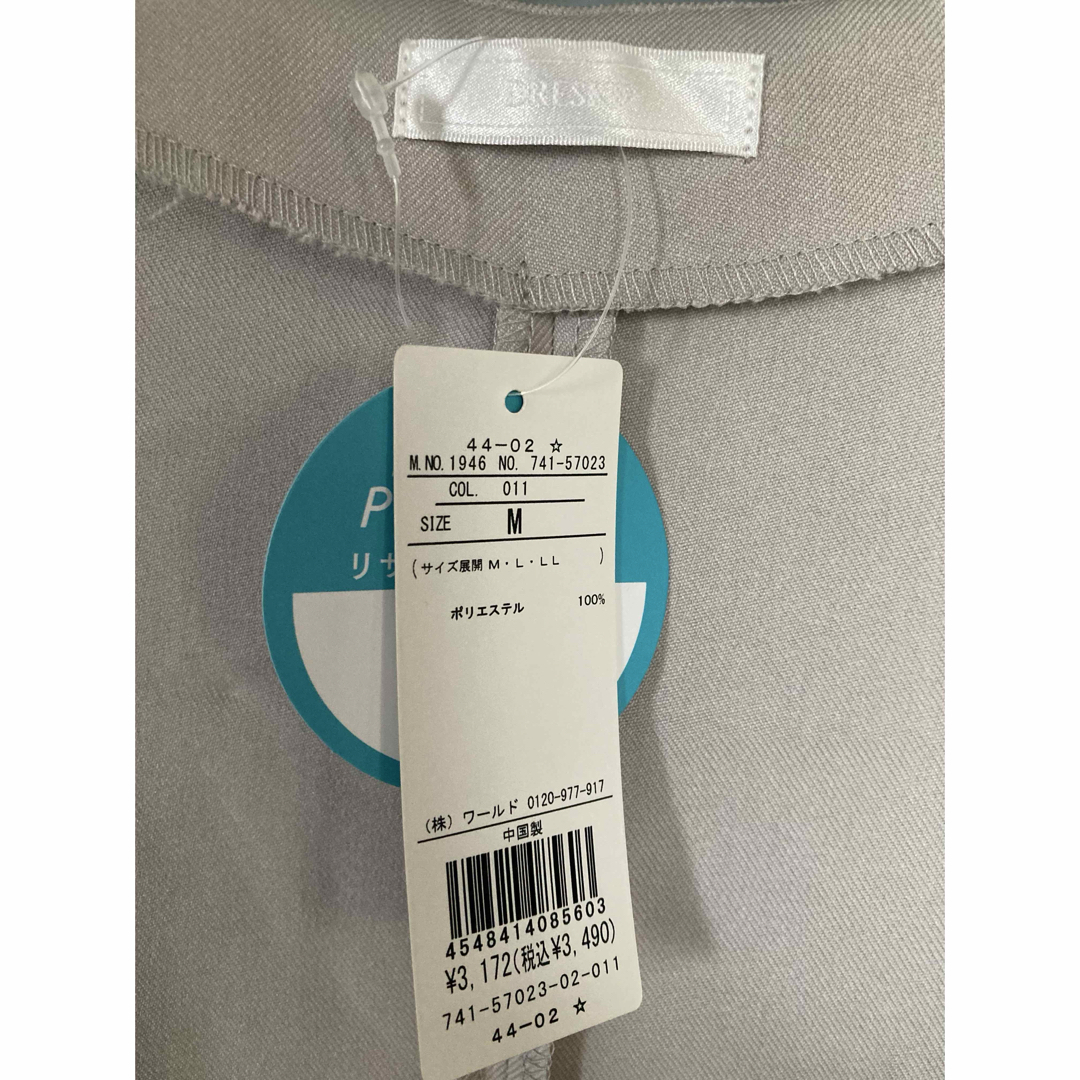 44-02 ☆
M.NO.1946 NO. 741-57023
COL. 011
SIZE M
(サイズ展開 M・L・LL )
ポリエステル 100%
(株) ワールド 0120-977-917
中国製
4548414085603
¥3,172(税込¥3,490)
741-57023-02-011
44-02 ☆
P
リサ